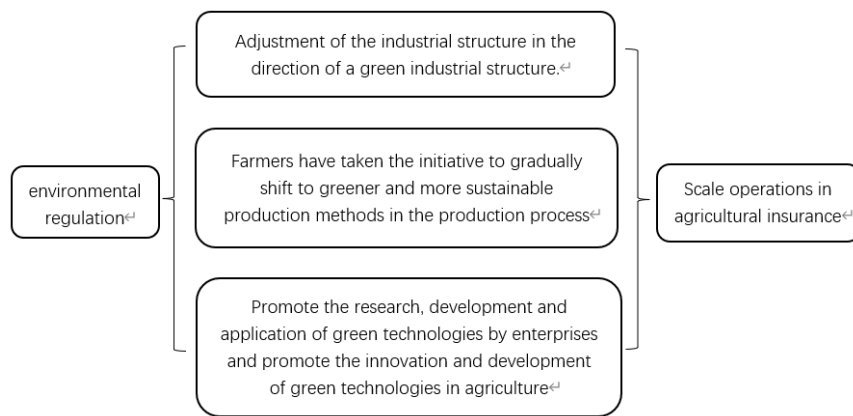 environmental
regulation
Adjustment of the industrial structure in the
direction of a green industrial structure.
Farmers have taken the initiative to gradually
shift to greener and more sustainable
production methods in the production process
Promote the research, development and
application of green technologies by enterprises
and promote the innovation and development
of green technologies in agriculture
Scale operations in
agricultural insurance